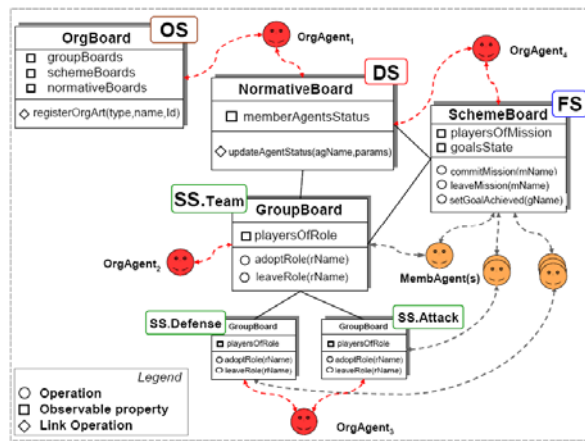 OrgBoard
OS
groupBoards
schemeBoards
normativeBoards
registerOrgArt(type,name,Id)
OrgAgent1
OrgAgent4
NormativeBoard
DS
memberAgentsStatus
updateAgentStatus(agName,params)
SchemeBoard
FS
playersOfMission
goalsState
commitMission(mName)
leaveMission(mName)
setGoalAchieved(gName)
SS.Team
GroupBoard
playersOfRole
adoptRole(rName)
leaveRole(rName)
OrgAgent2
MembAgent(s)
SS.Defense
GroupBoard
playersOfRole
adoptRole(rName)
leaveRole(rName)
SS.Attack
GroupBoard
playersOfRole
adoptRole(rName)
leaveRole(rName)
OrgAgent3
Legend
Operation
Observable property
Link Operation